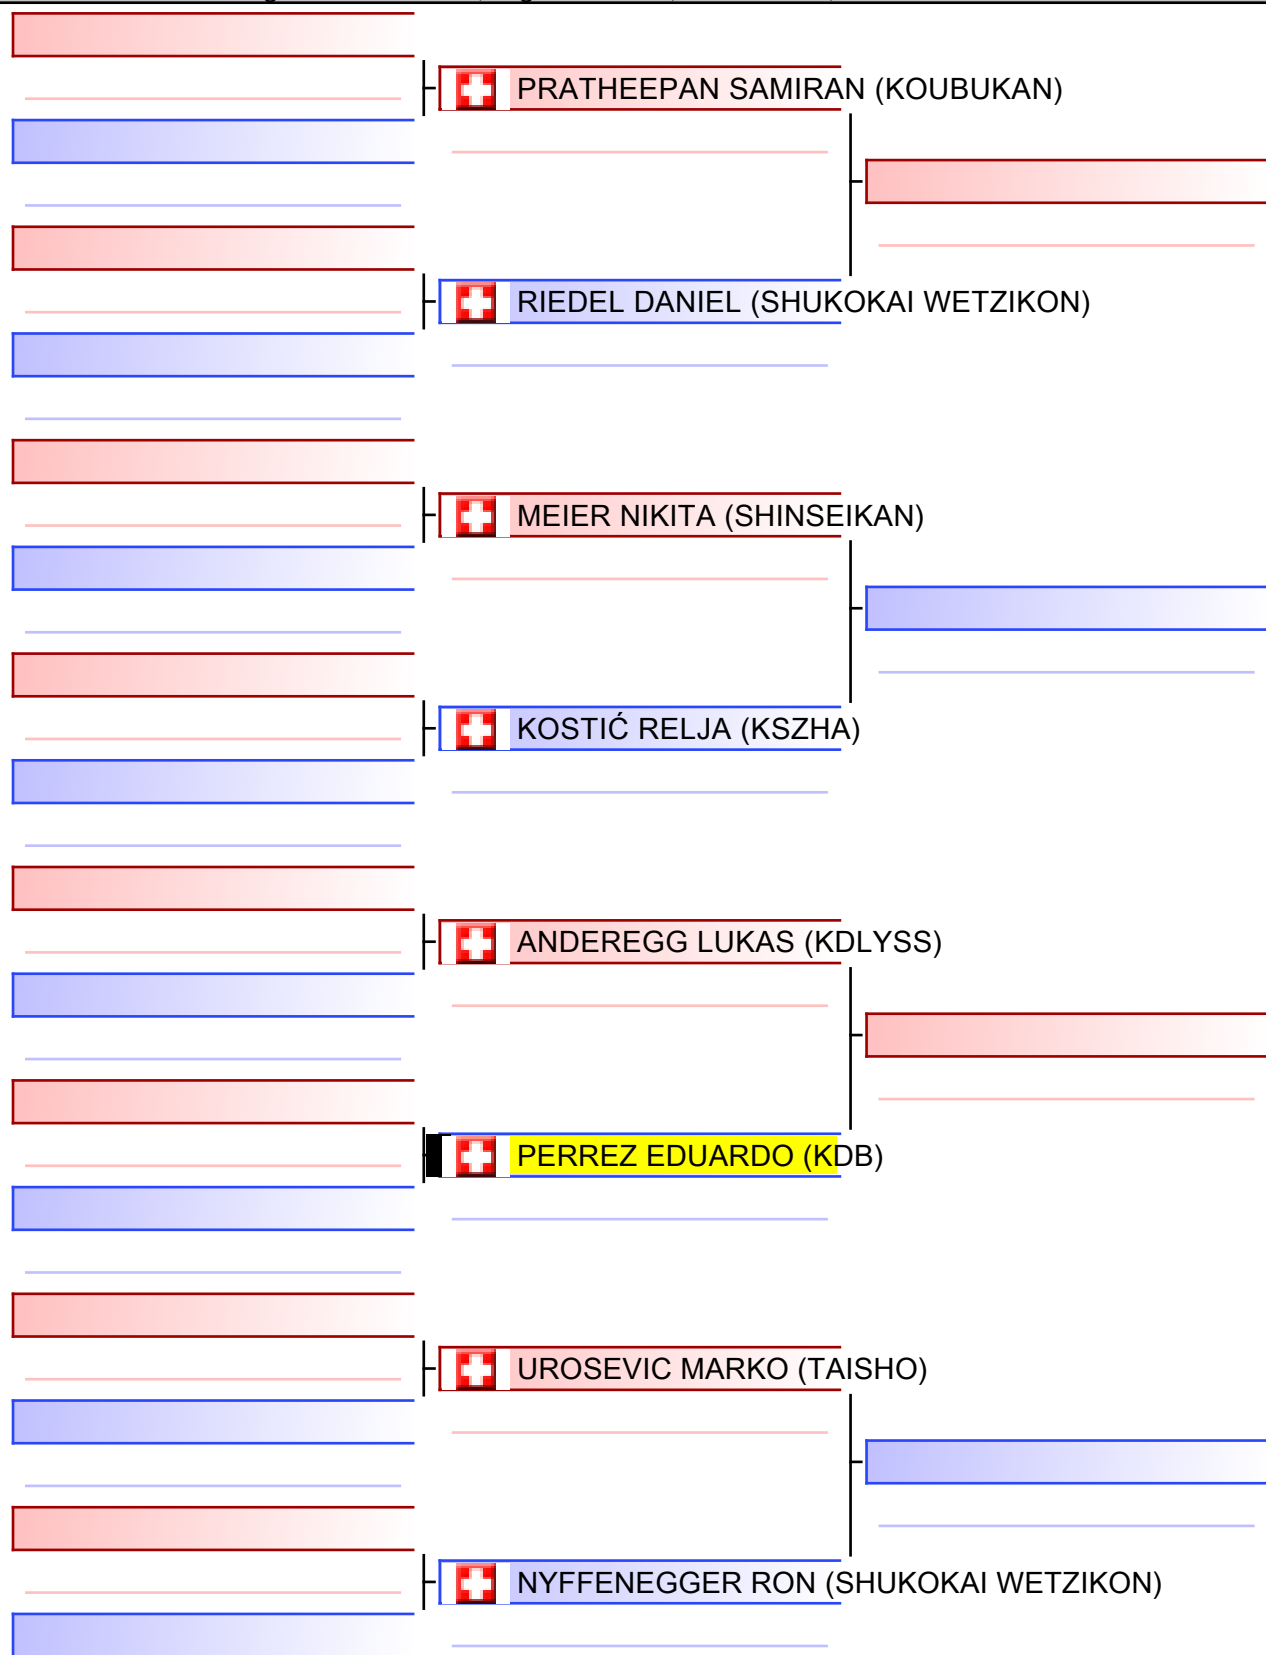 PRATHEEPAN SAMIRAN (KOUBUKAN)
RIEDEL DANIEL (SHUKOKAI WETZIKON)
MEIER NIKITA (SHINSEIKAN)
KOSTIĆ RELJA (KSZHA)
ANDEREGG LUKAS (KDLYSS)
PERREZ EDUARDO (KDB)
UROSEVIC MARKO (TAISHO)
NYFFENEGGER RON (SHUKOKAI WETZIKON)